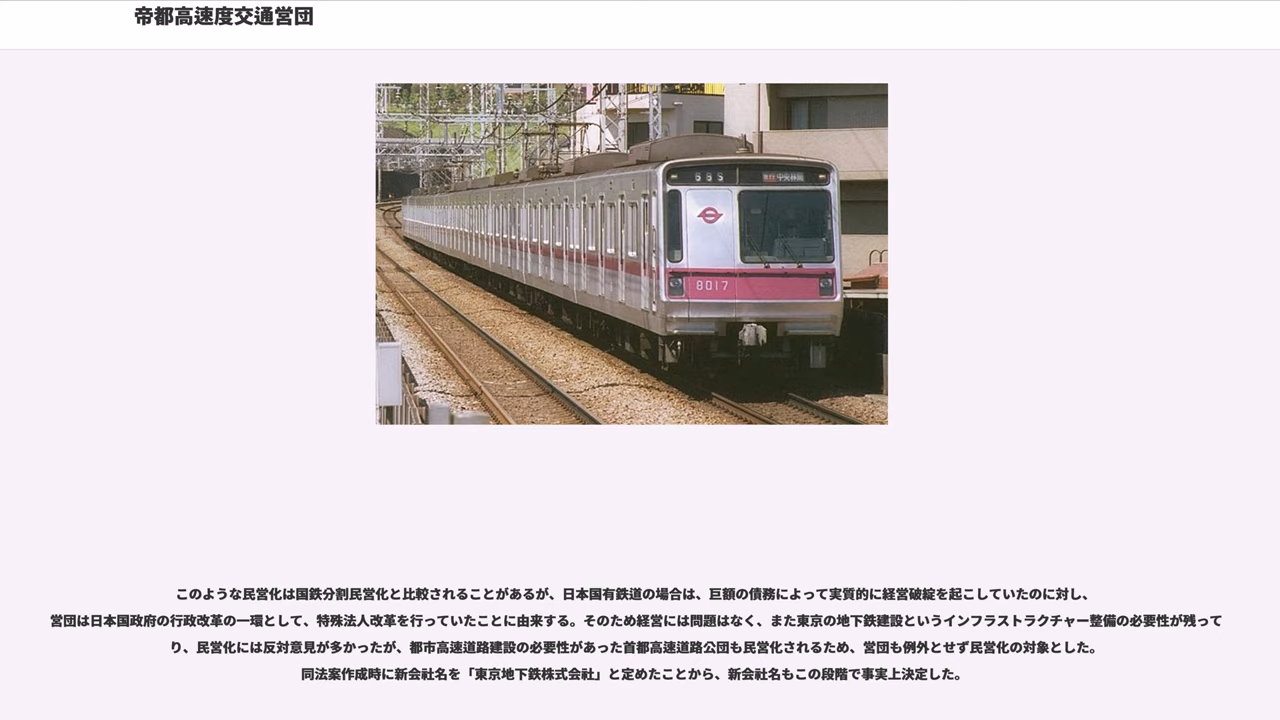 帝都高速度交通営団
8017
このような民営化は国鉄分割民営化と比較されることがあるが、日本国有鉄道の場合は、巨額の債務によって実質的に経営破綻を起こしていたのに対し、
営団は日本国政府の行政改革の一環として、特殊法人改革を行っていたことに由来する。そのため経営には問題はなく、また東京の地下鉄建設というインフラストラクチャー整備の必要性が残って
り、民営化には反対意見が多かったが、都市高速道路建設の必要性があった首都高速道路公団も民営化されるため、営団も例外とせず民営化の対象とした。
同法案作成時に新会社名を「東京地下鉄株式会社」と定めたことから、新会社名もこの段階で事実上決定した。